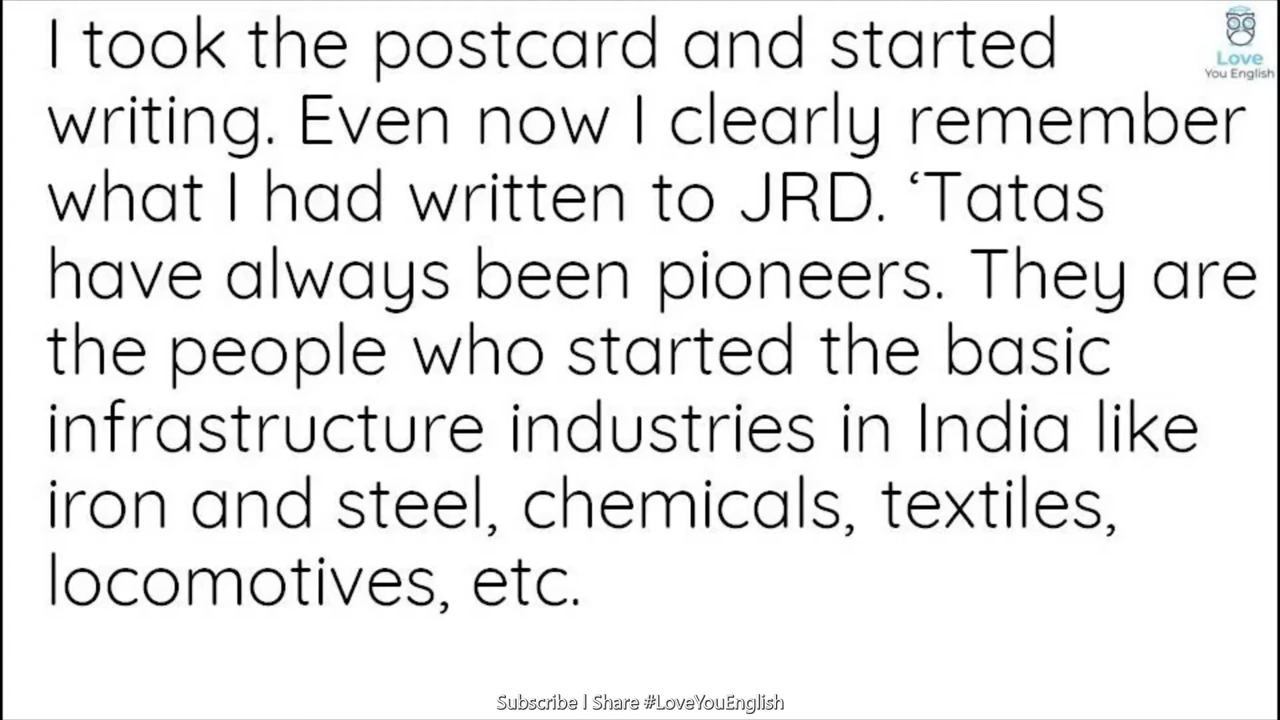 I took the postcard and started
writing. Even now I clearly remember
what I had written to JRD. ‘Tatas
have always been pioneers. They are
the people who started the basic
infrastructure industries in India like
iron and steel, chemicals, textiles,
locomotives, etc.
Love
You English
Subscribe l Share #LoveYouEnglish